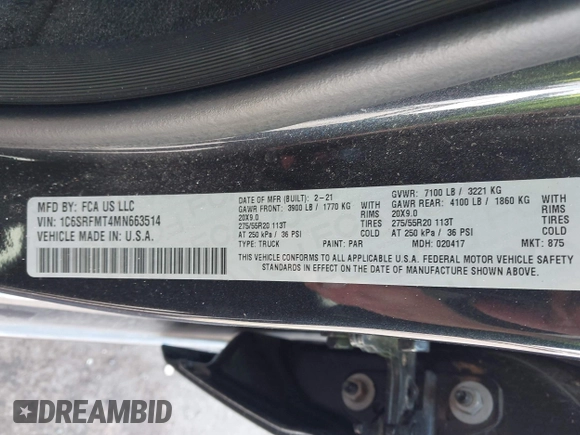 MFD BY: FCA US LLC
VIN: 1C6SRFMT4MN663514
VEHICLE MADE IN U.S.A.
DATE OF MFR (BUILT): 2-21
GAWR FRONT: 3900 LB / 1770 KG
20X9.0 RIMS
275/55R20 113T TIRES
AT 250 kPa / 36 PSI COLD
TYPE: TRUCK PAINT: PAR
GVWR: 7100 LB / 3221 KG
GAWR REAR: 4100 LB / 1860 KG
20X9.0 RIMS
275/55R20 113T TIRES
AT 250 kPa / 36 PSI COLD
MDH: 020417 MKT: 875
THIS VEHICLE CONFORMS TO ALL APPLICABLE U.S.A. FEDERAL MOTOR VEHICLE SAFETY
STANDARDS IN EFFECT ON THE DATE OF MANUFACTURE SHOWN ABOVE.
DREAMBID